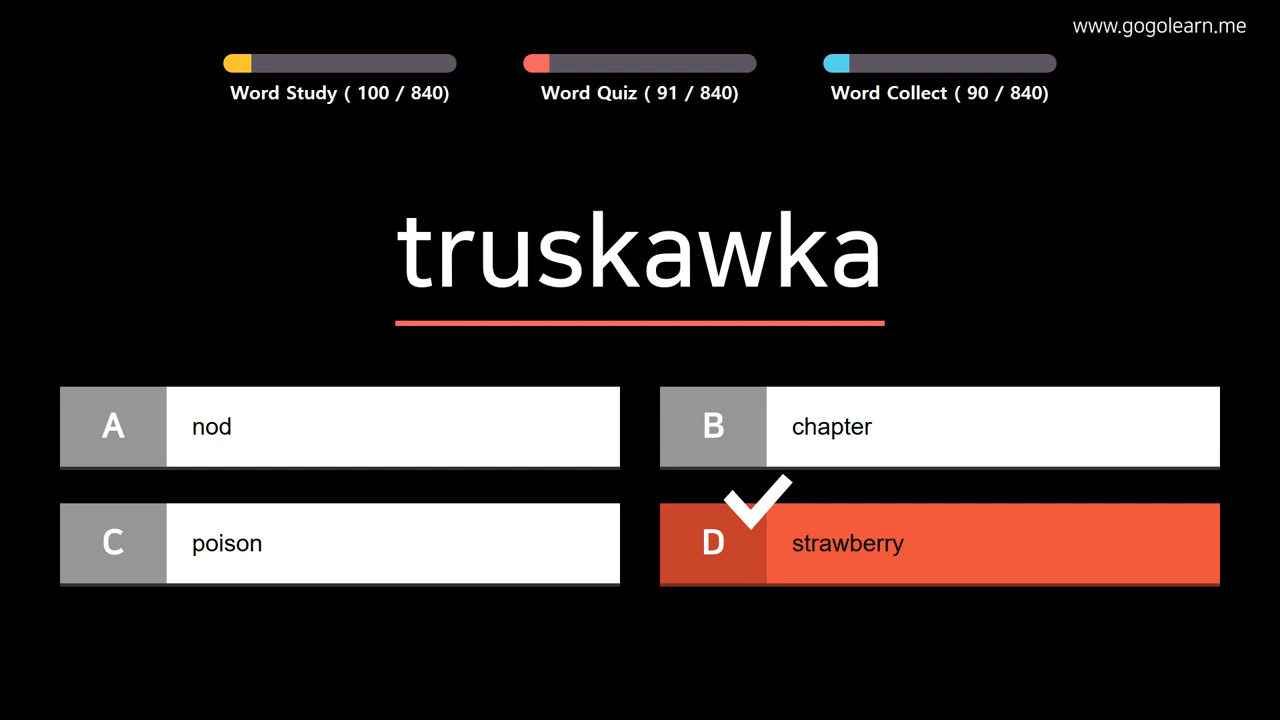 www.gogolearn.me
Word Study ( 100 / 840)
Word Quiz ( 91 / 840)
Word Collect ( 90 / 840)
truskawka
A
nod
B
chapter
C
poison
D
strawberry